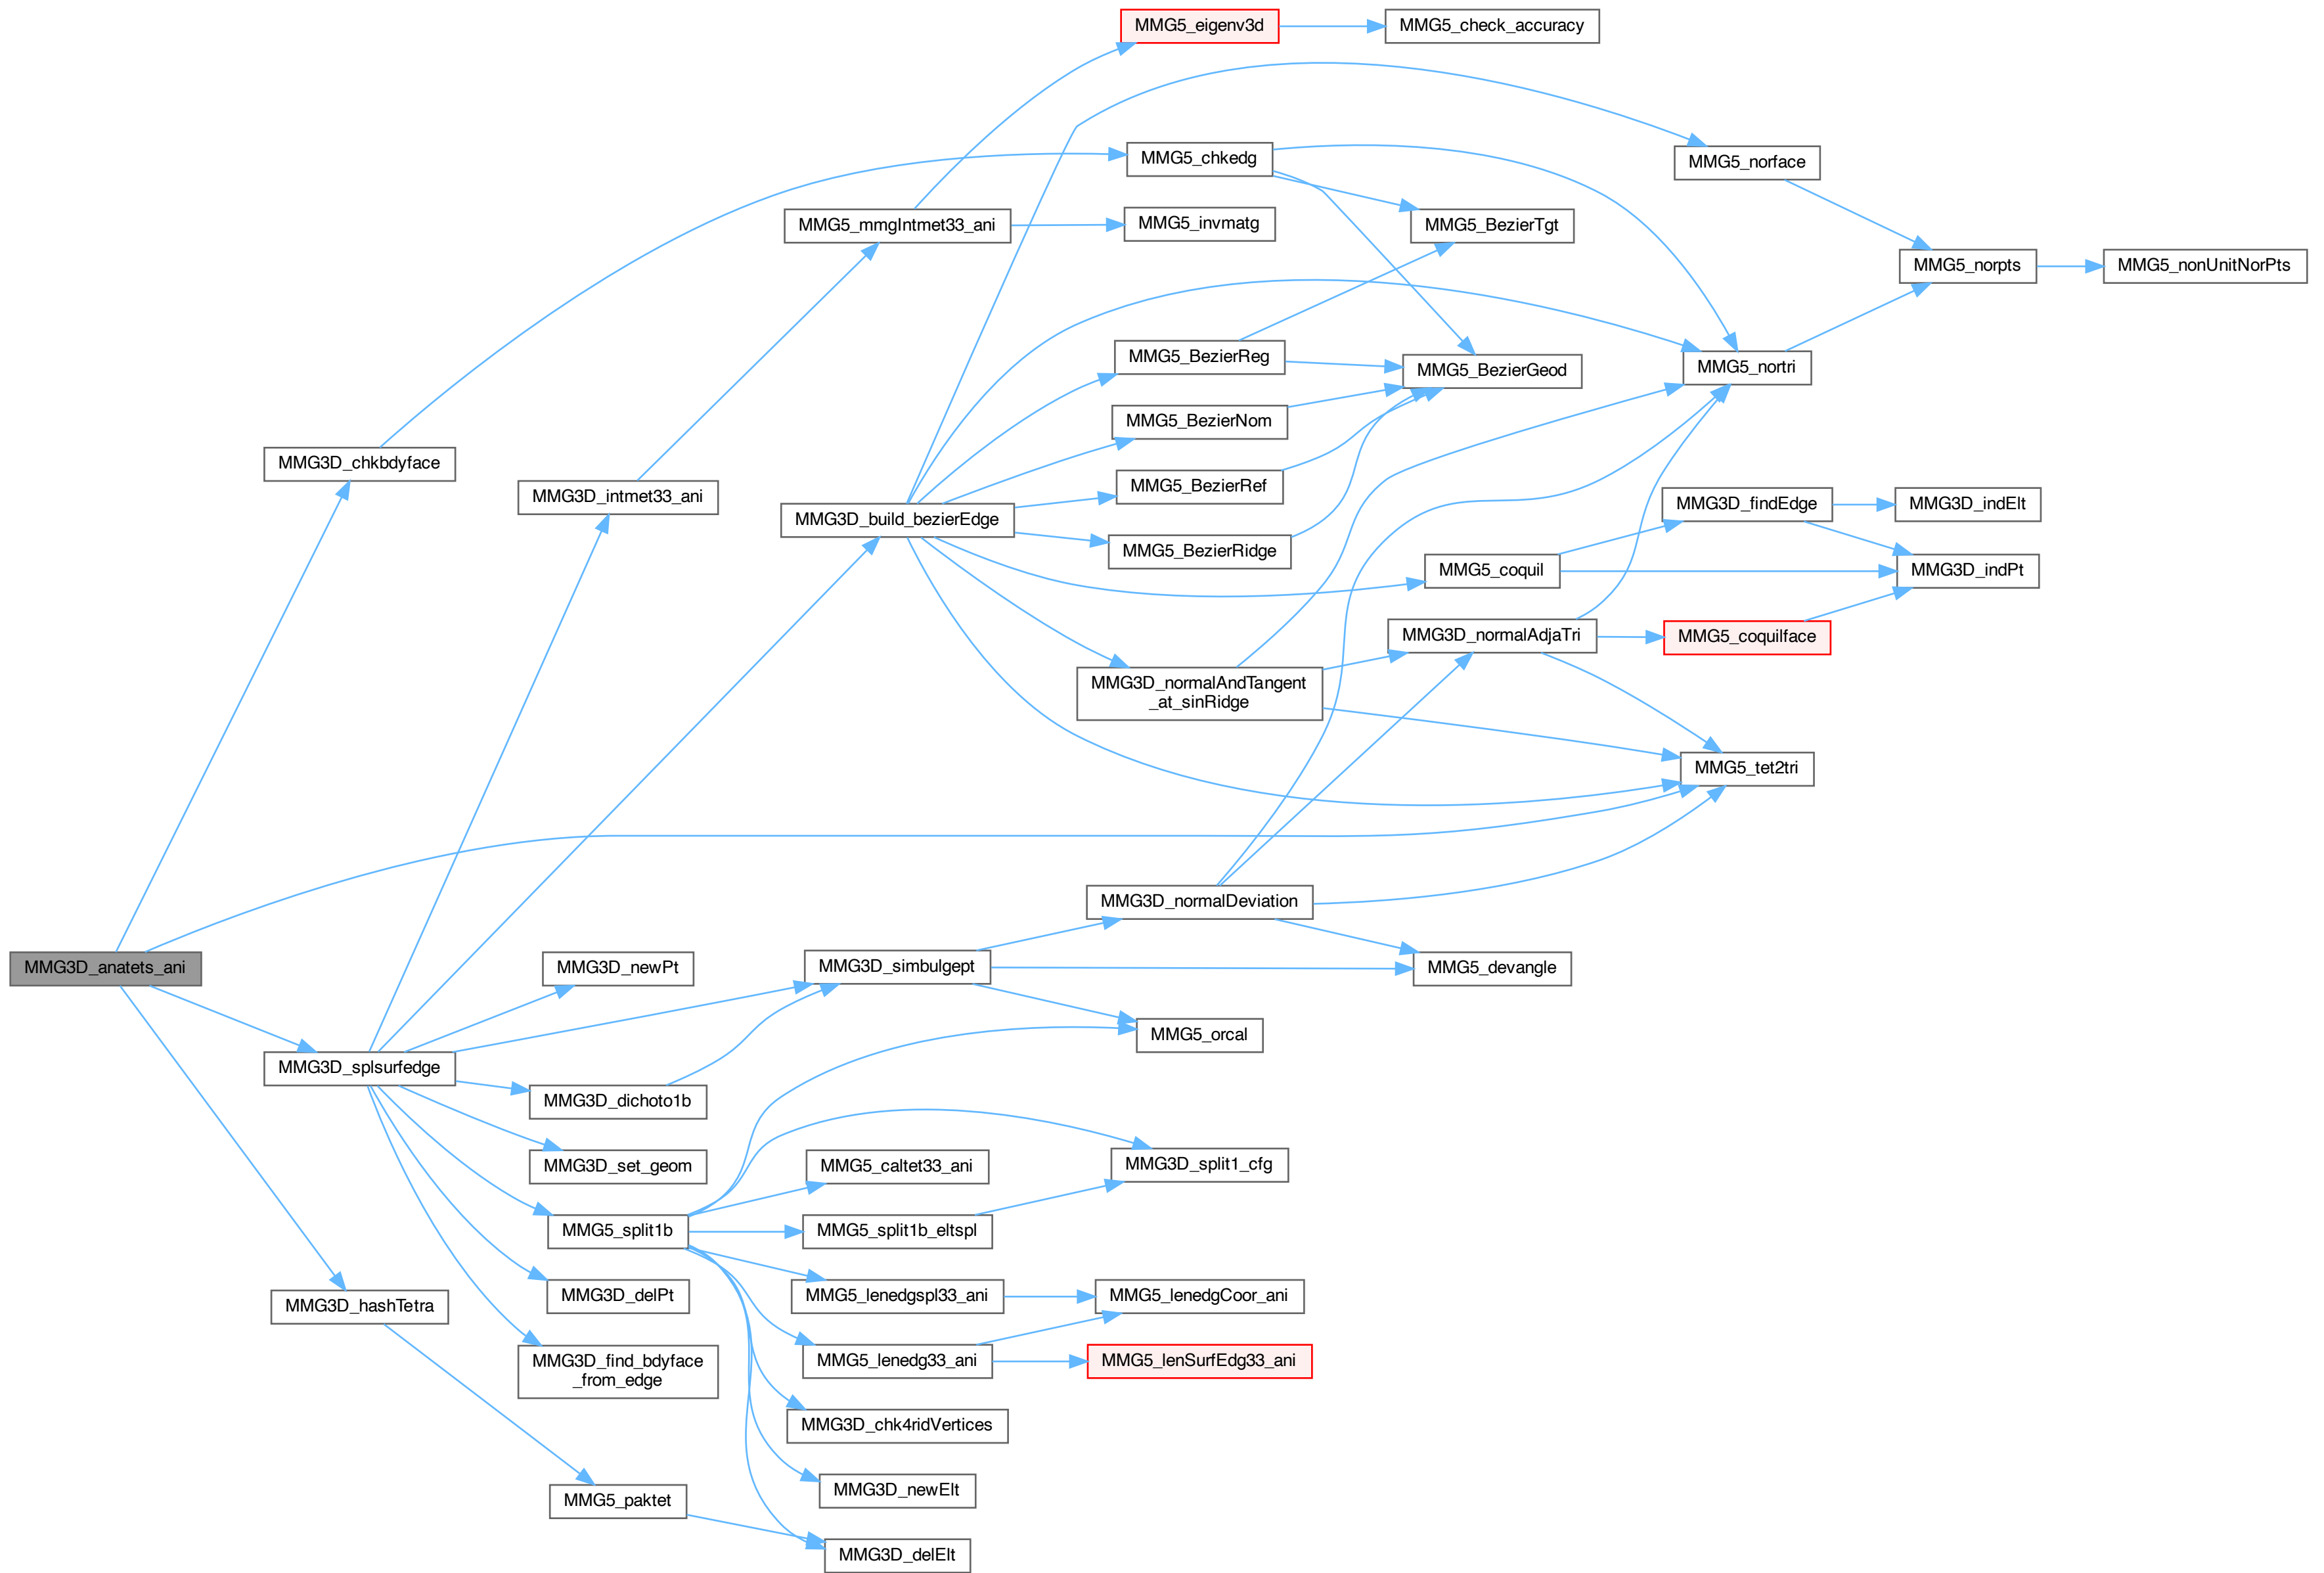 MMG5_eigenv3d
MMG5_check_accuracy
MMG5_chkedg
MMG5_norface
MMG5_mmgIntmet33_ani
MMG5_invmatg
MMG5_BezierTgt
MMG5_norpts
MMG5_nonUnitNorPts
MMG5_BezierReg
MMG5_BezierGeod
MMG5_nortri
MMG5_BezierNom
MMG3D_chkbdyface
MMG3D_intmet33_ani
MMG5_BezierRef
MMG3D_findEdge
MMG3D_indElt
MMG3D_build_bezierEdge
MMG5_BezierRidge
MMG5_coquil
MMG3D_indPt
MMG3D_normalAdjaTri
MMG5_coquilface
MMG3D_normalAndTangent
_at_sinRidge
MMG5_tet2tri
MMG3D_normalDeviation
MMG3D_anatets_ani
MMG3D_newPt
MMG3D_simbulgept
MMG5_devangle
MMG5_orcal
MMG3D_splsurfedge
MMG3D_dichoto1b
MMG3D_set_geom
MMG5_caltet33_ani
MMG3D_split1_cfg
MMG5_split1b
MMG5_split1b_eltspl
MMG3D_hashTetra
MMG3D_delPt
MMG5_lenedgspl33_ani
MMG5_lenedgCoor_ani
MMG3D_find_bdyface
_from_edge
MMG5_lenedg33_ani
MMG5_lenSurfEdg33_ani
MMG3D_chk4ridVertices
MMG5_paktet
MMG3D_newElt
MMG3D_delElt